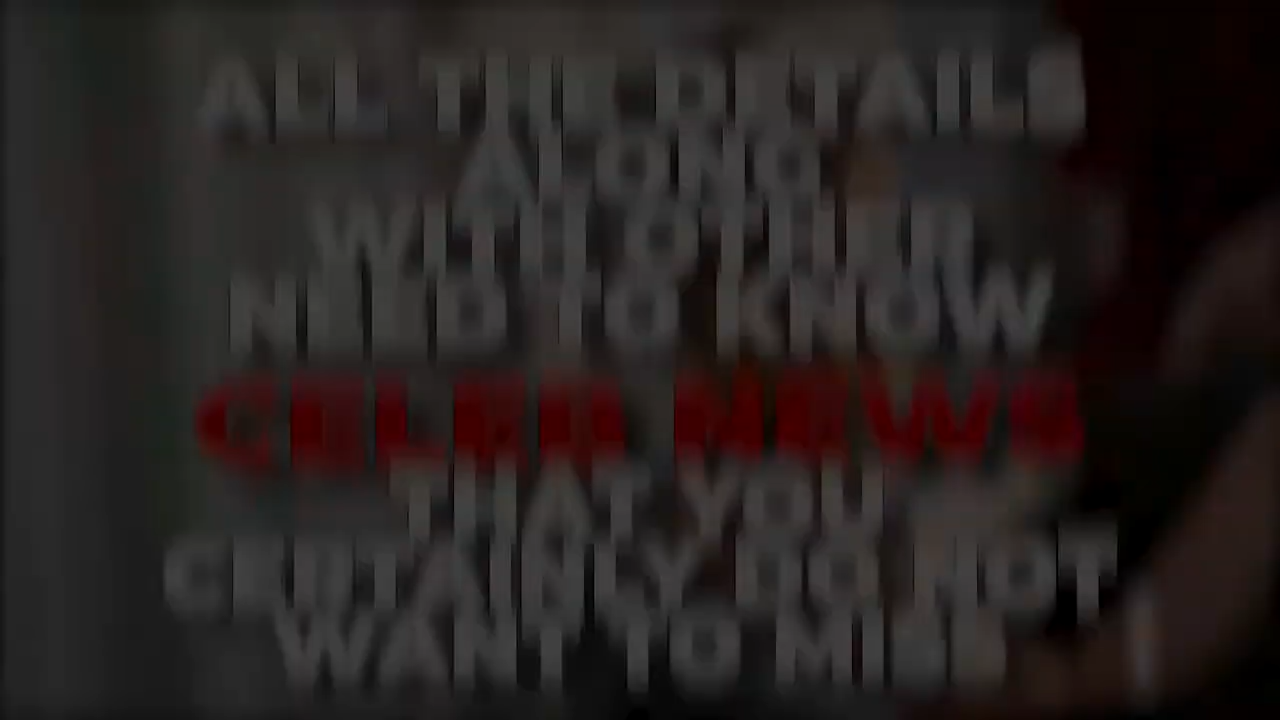 ALL THE DETAILS
ALONG
WITH OTHER
NEED TO KNOW
CELEB NEWS
THAT YOU
CERTAINLY DO NOT
WANT TO MISS